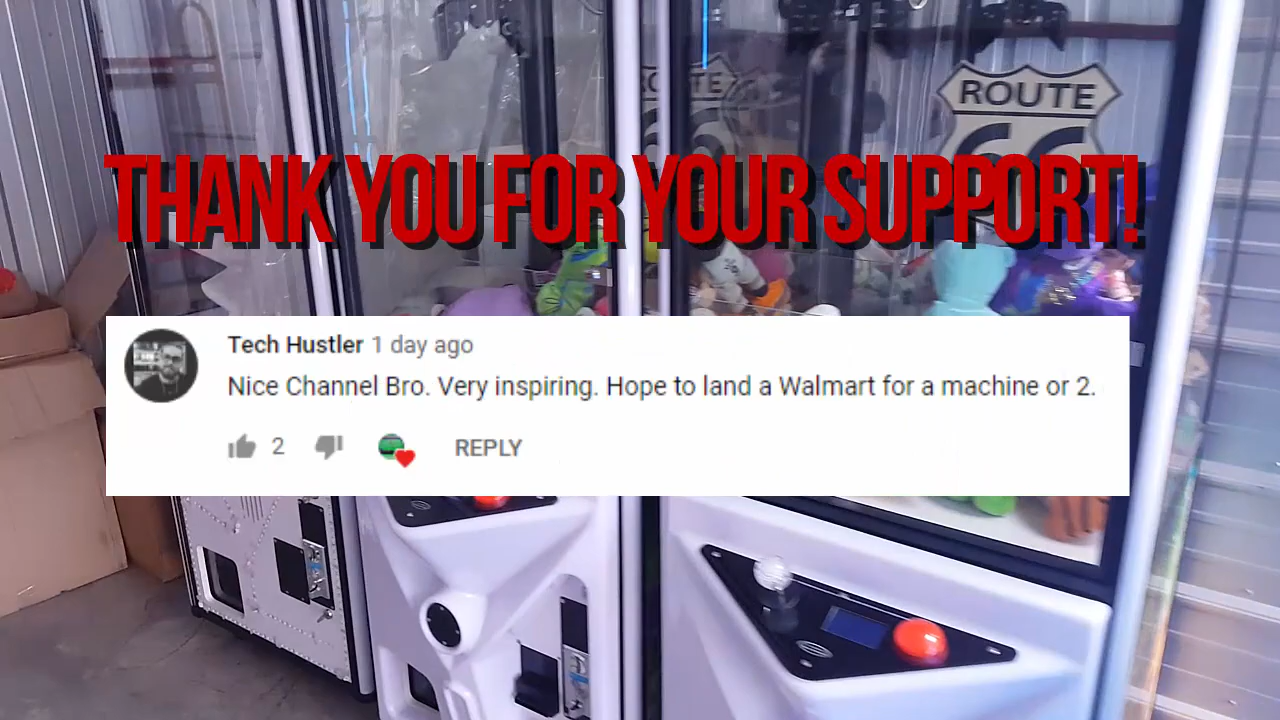 ROUTE
THANK YOU FOR YOUR SUPPORT!
Tech Hustler 1 day ago
Nice Channel Bro. Very inspiring. Hope to land a Walmart for a machine or 2.
2
REPLY